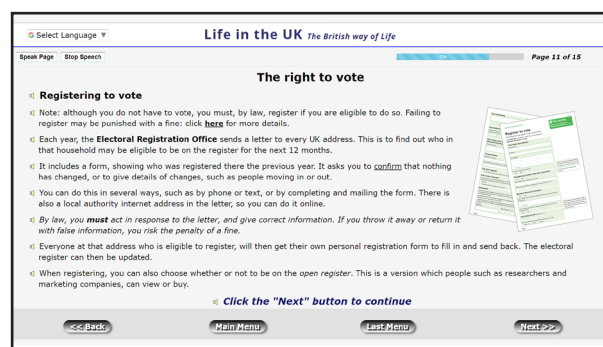 G Select Language ▼
Life in the UK The British way of Life
Speak Page Stop Speech
Page 11 of 15
The right to vote
Registering to vote
Note: although you do not have to vote, you must, by law, register if you are eligible to do so. Failing to
register may be punished with a fine: click here for more details.
Each year, the Electoral Registration Office sends a letter to every UK address. This is to find out who in
that household may be eligible to be on the register for the next 12 months.
It includes a form, showing who was registered there the previous year. It asks you to confirm that nothing
has changed, or to give details of changes, such as people moving in or out.
You can do this in several ways, such as by phone or text, or by completing and mailing the form. There is
also a local authority internet address in the letter, so you can do it online.
By law, you must act in response to the letter, and give correct information. If you throw it away or return it
with false information, you risk the penalty of a fine.
Everyone at that address who is eligible to register, will then get their own personal registration form to fill in and send back. The electoral
register can then be updated.
When registering, you can also choose whether or not to be on the open register. This is a version which people such as researchers and
marketing companies, can view or buy.
Click the "Next" button to continue
<< Back Main Menu Last Menu Next >>
Register to vote